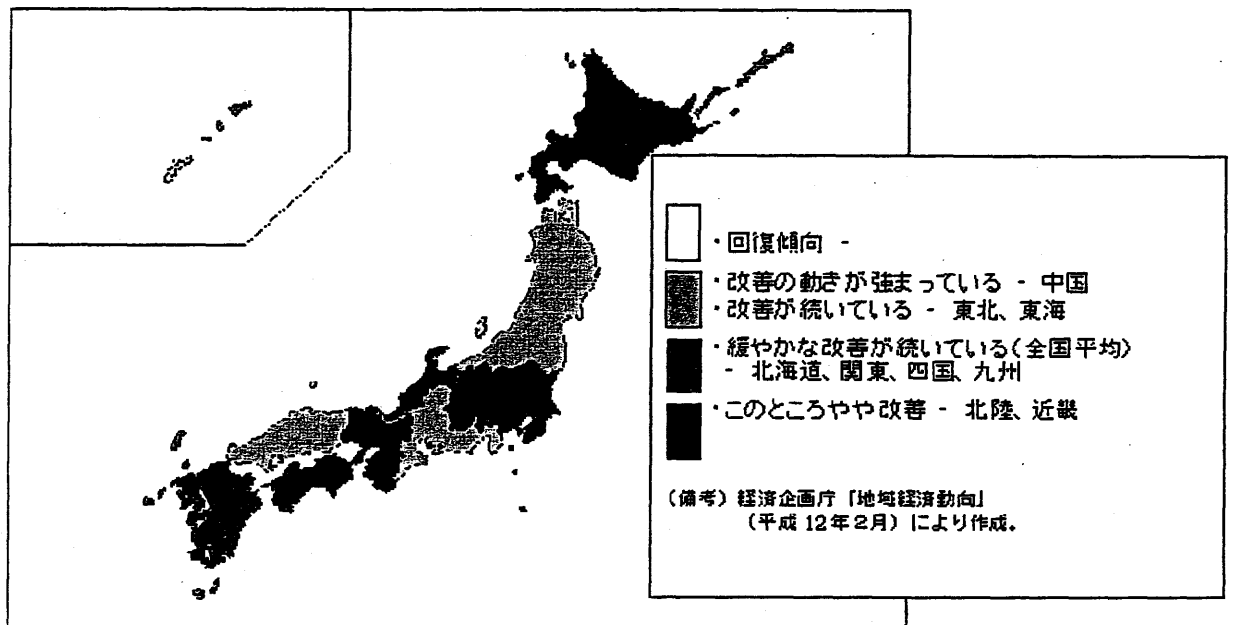 ・回復傾向 -
・改善の動きが強まっている - 中国
・改善が続いている - 東北、東海
・緩やかな改善が続いている(全国平均)
- 北海道、関東、四国、九州
・このところやや改善 - 北陸、近畿
(備考) 経済企画庁「地域経済動向」
(平成 12年2月) により作成.